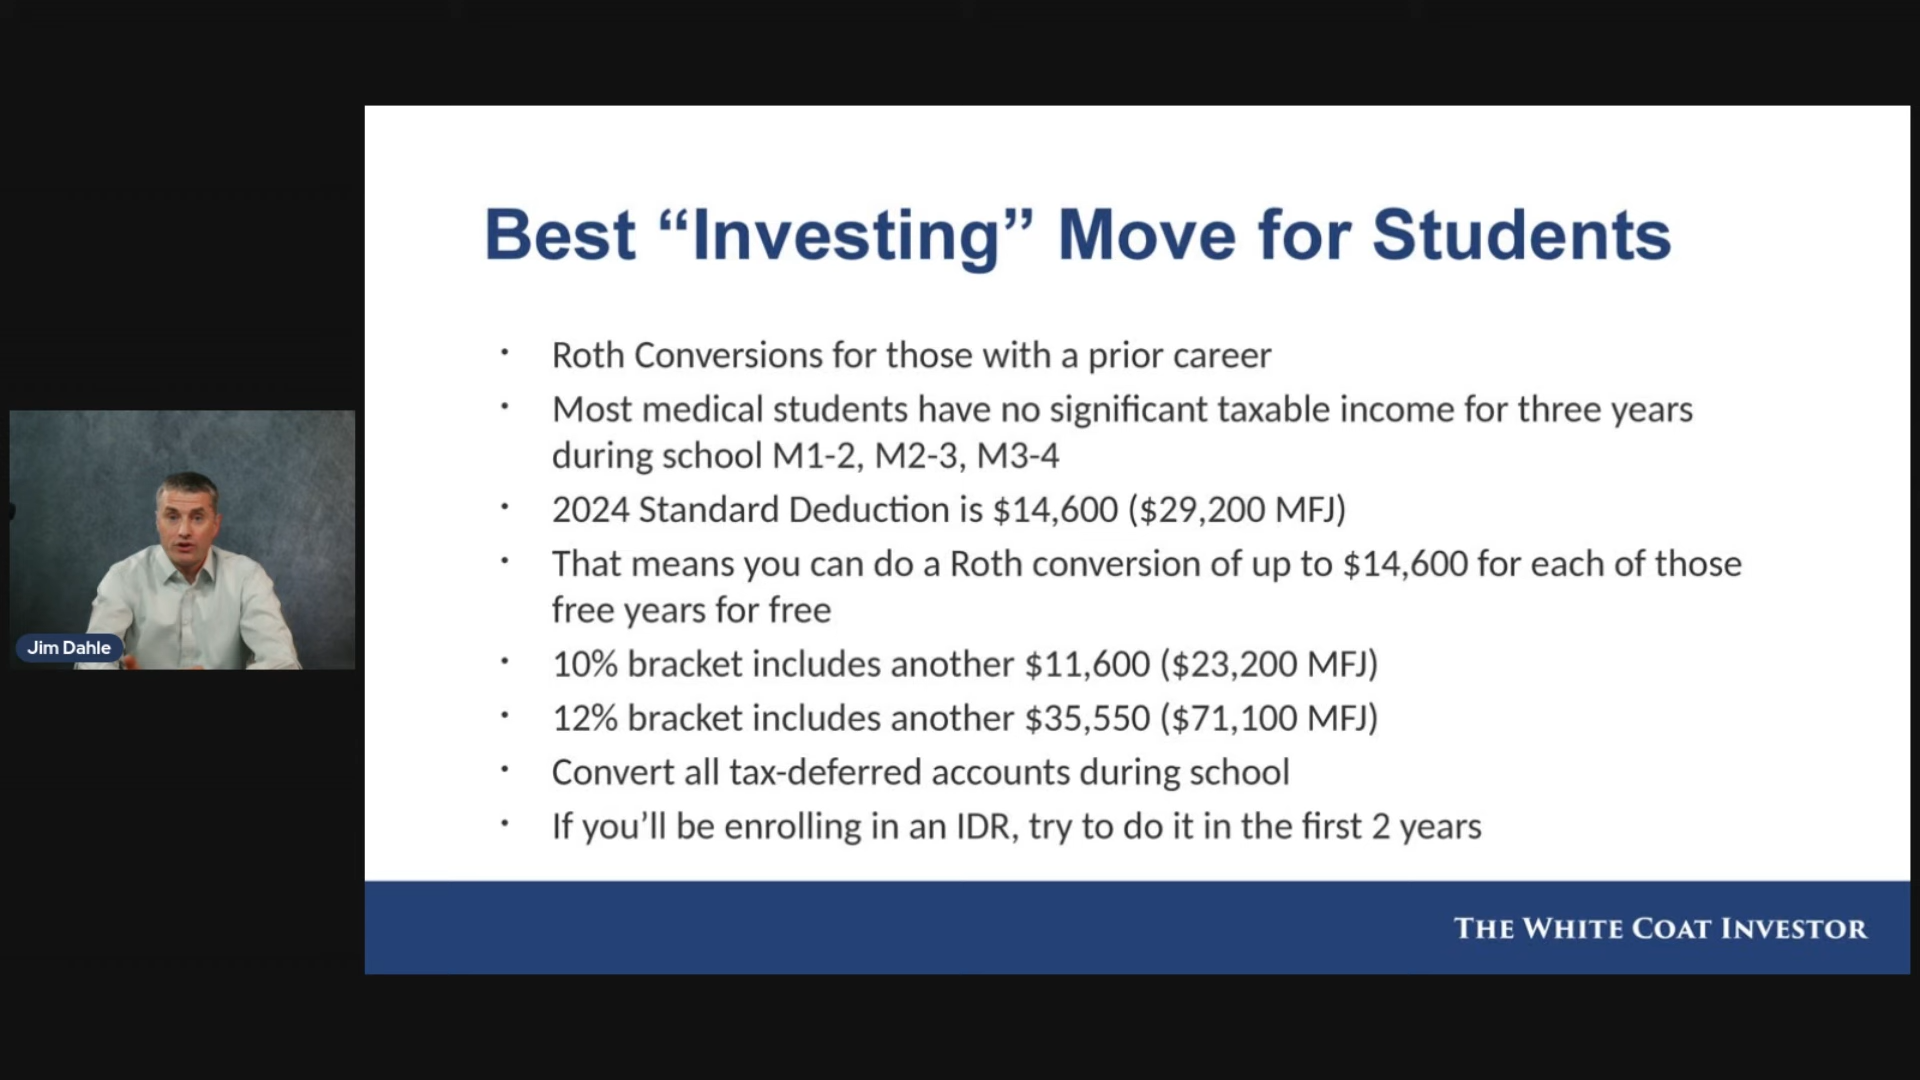 Best “Investing” Move for Students
• Roth Conversions for those with a prior career
• Most medical students have no significant taxable income for three years
during school M1-2, M2-3, M3-4
• 2024 Standard Deduction is $14,600 ($29,200 MFJ)
• That means you can do a Roth conversion of up to $14,600 for each of those
free years for free
• 10% bracket includes another $11,600 ($23,200 MFJ)
• 12% bracket includes another $35,550 ($71,100 MFJ)
• Convert all tax-deferred accounts during school
• If you’ll be enrolling in an IDR, try to do it in the first 2 years
Jim Dahle
THE WHITE COAT INVESTOR